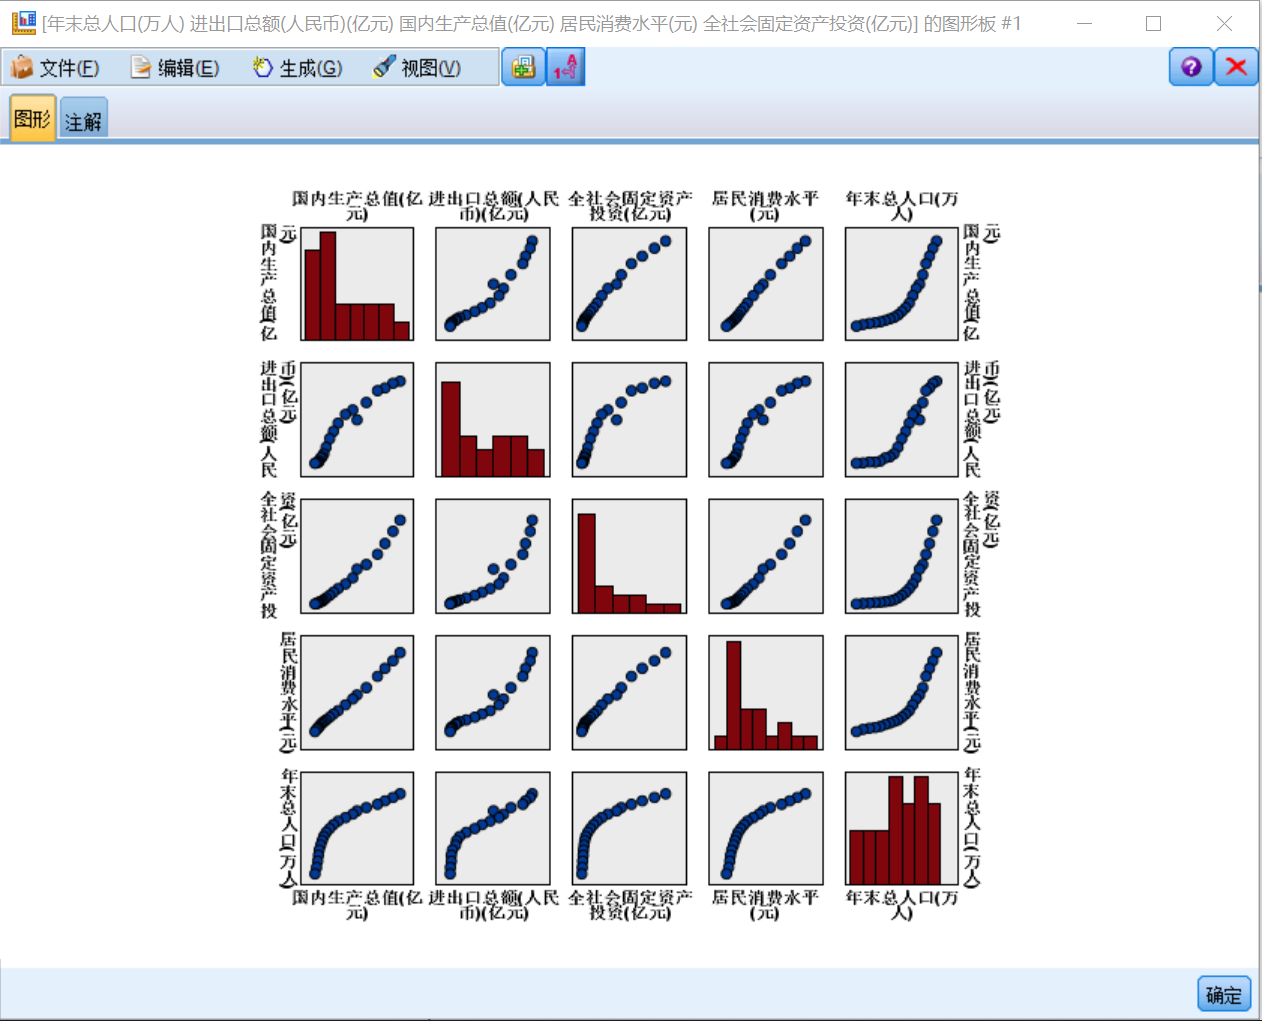 [年末总人口(万人) 进出口总额(人民币)(亿元) 国内生产总值(亿元) 居民消费水平(元) 全社会固定资产投资(亿元)] 的图形板 #1
文件(F) 编辑(E) 生成(G) 视图(V)
图形 注解
国内生产总值(亿
元)
进出口总额(人民
币)(亿元)
全社会固定资产
投资(亿元)
居民消费水平
(元)
年末总人口(万
人)
国内生产总值(亿
元)
国内生产总值(亿
元)
进出口总额(人民
币)(亿元)
进出口总额(人民
币)(亿元)
全社会固定资产投
资(亿元)
全社会固定资产投
资(亿元)
居民消费水平(元)
居民消费水平(元)
年末总人口(万人)
年末总人口(万人)
国内生产总值(亿
元)
进出口总额(人民
币)(亿元)
全社会固定资产
投资(亿元)
居民消费水平
(元)
年末总人口(万
人)
确定